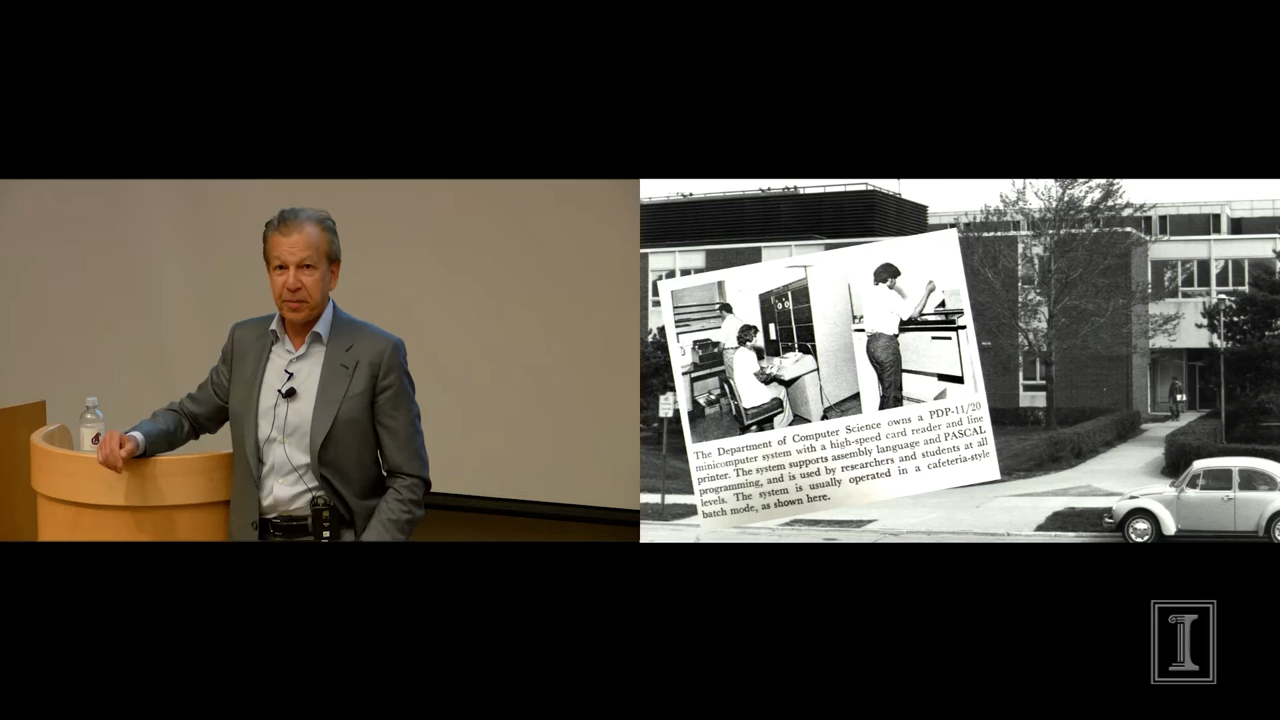 The Department of Computer Science owns a PDP-11/20
minicomputer system with a high-speed card reader and line
printer. The system supports assembly language and PASCAL
programming, and is used by researchers and students at all
levels. The system is usually operated in a cafeteria-style
batch mode, as shown here.
I